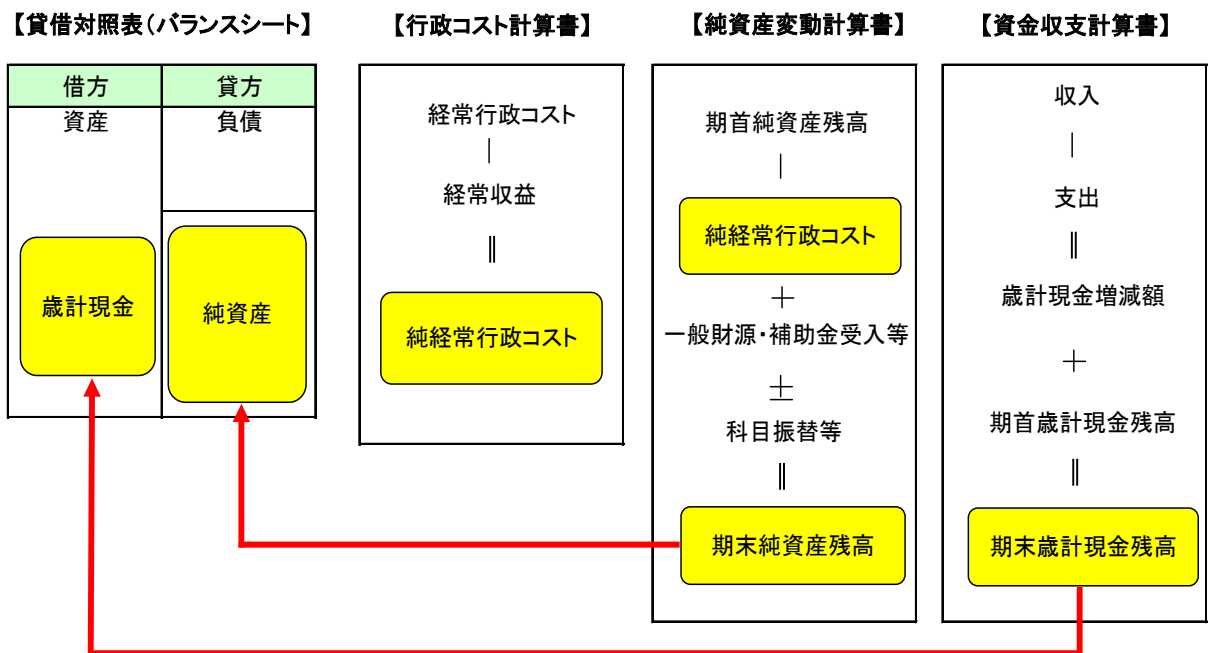 【貸借対照表(バランスシート】
借方
貸方
資産
負債
歳計現金
純資産
【行政コスト計算書】
経常行政コスト
｜
経常収益
∥
純経常行政コスト
【純資産変動計算書】
期首純資産残高
｜
純経常行政コスト
＋
一般財源・補助金受入等
±
科目振替等
∥
期末純資産残高
【資金収支計算書】
収入
｜
支出
∥
歳計現金増減額
＋
期首歳計現金残高
∥
期末歳計現金残高